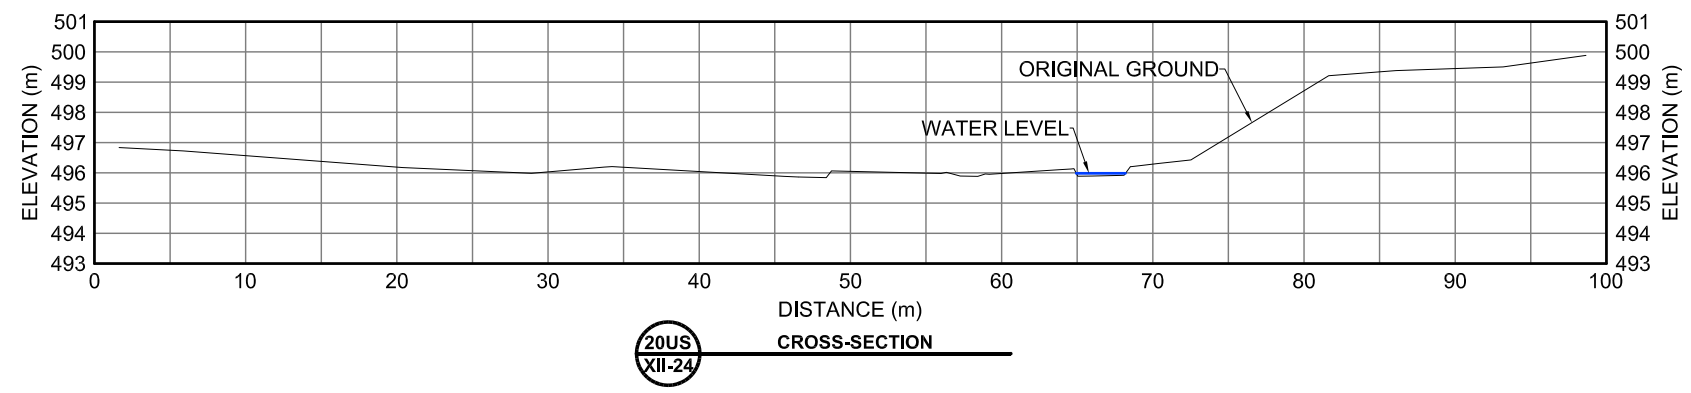 501 501
500 500
ORIGINAL GROUND
499 499
498 498
WATER LEVEL
497 497
496 496
495 495
494 494
493 493
ELEVATION (m)
ELEVATION (m)
0 10 20 30 40 50 60 70 80 90 100
DISTANCE (m)
20US CROSS-SECTION
XII-24